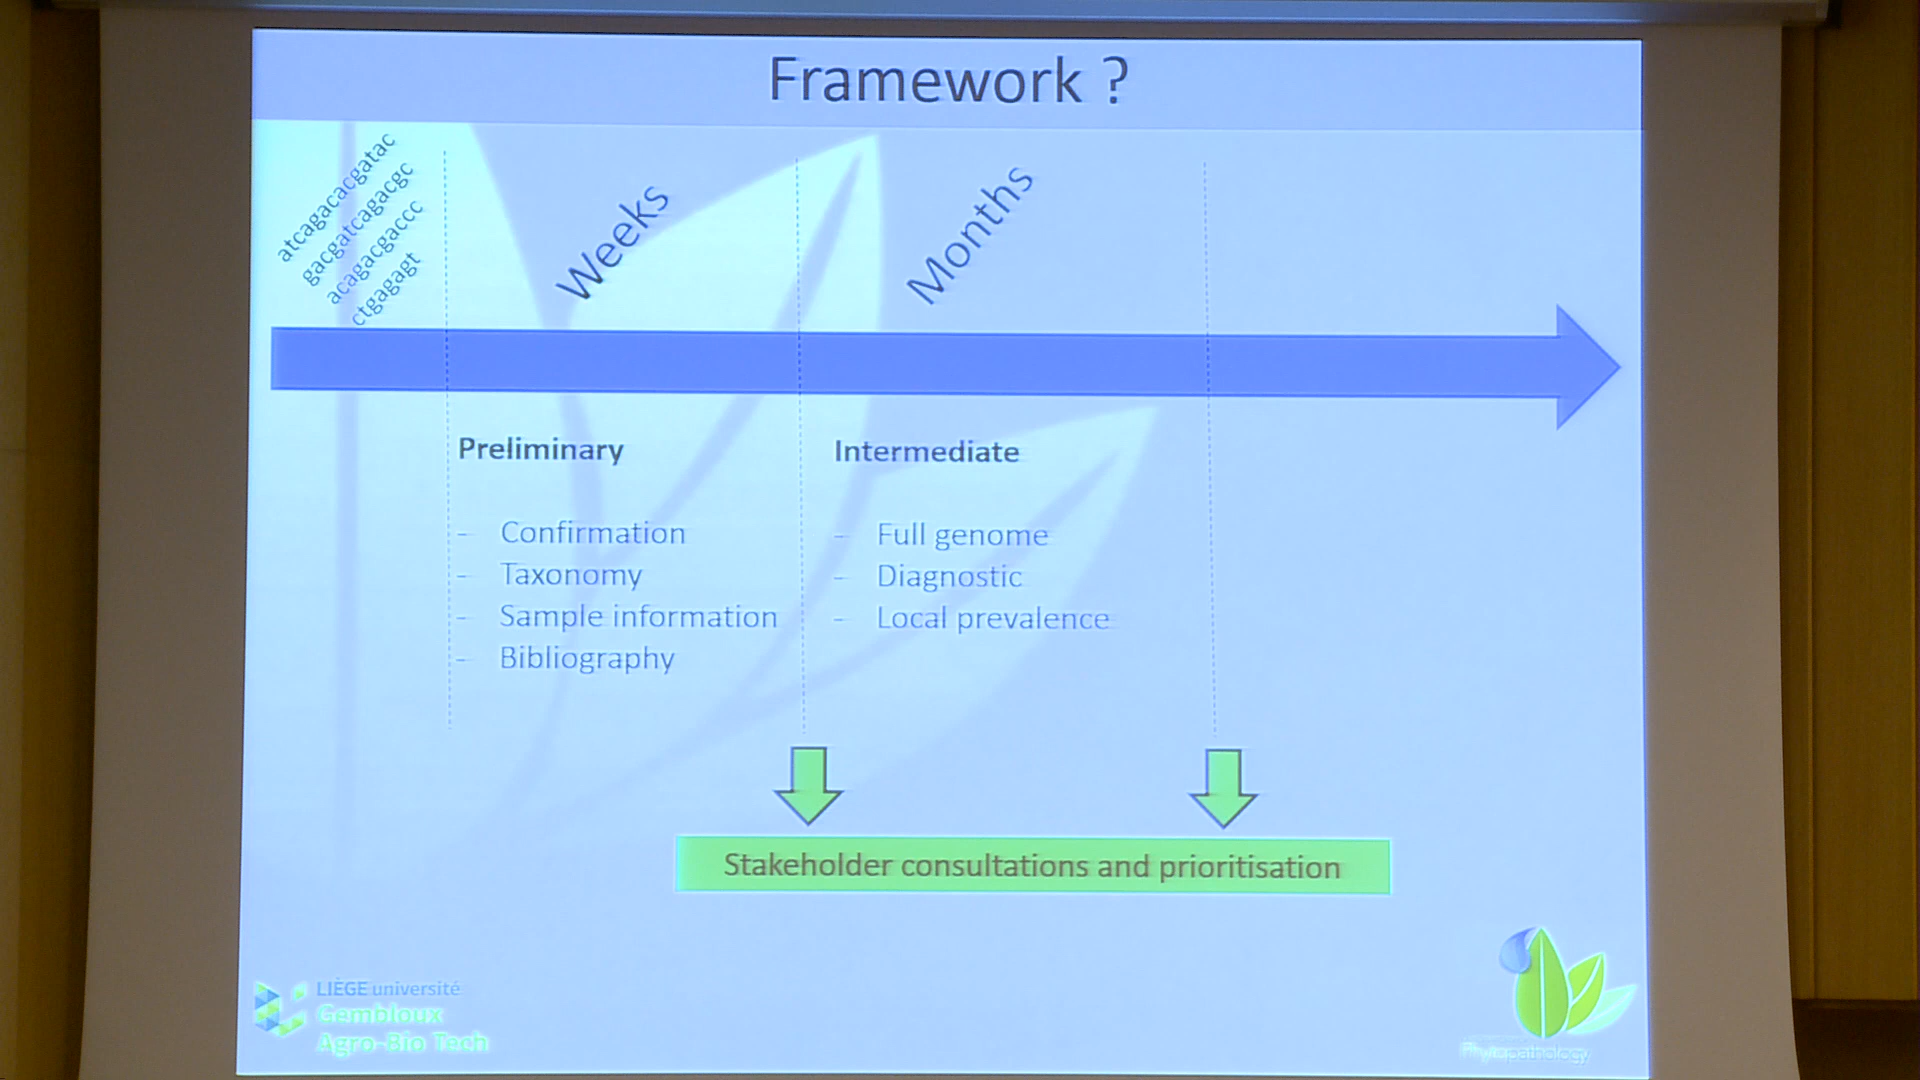 Framework ?
atcagacacgatac
gacgatcagacgc
acagacgaccc
ctgagagt
Weeks
Months
Preliminary
- Confirmation
- Taxonomy
- Sample information
- Bibliography
Intermediate
- Full genome
- Diagnostic
- Local prevalence
Stakeholder consultations and prioritisation
LIÈGE université
Gembloux
Agro-Bio Tech
Phytopathology